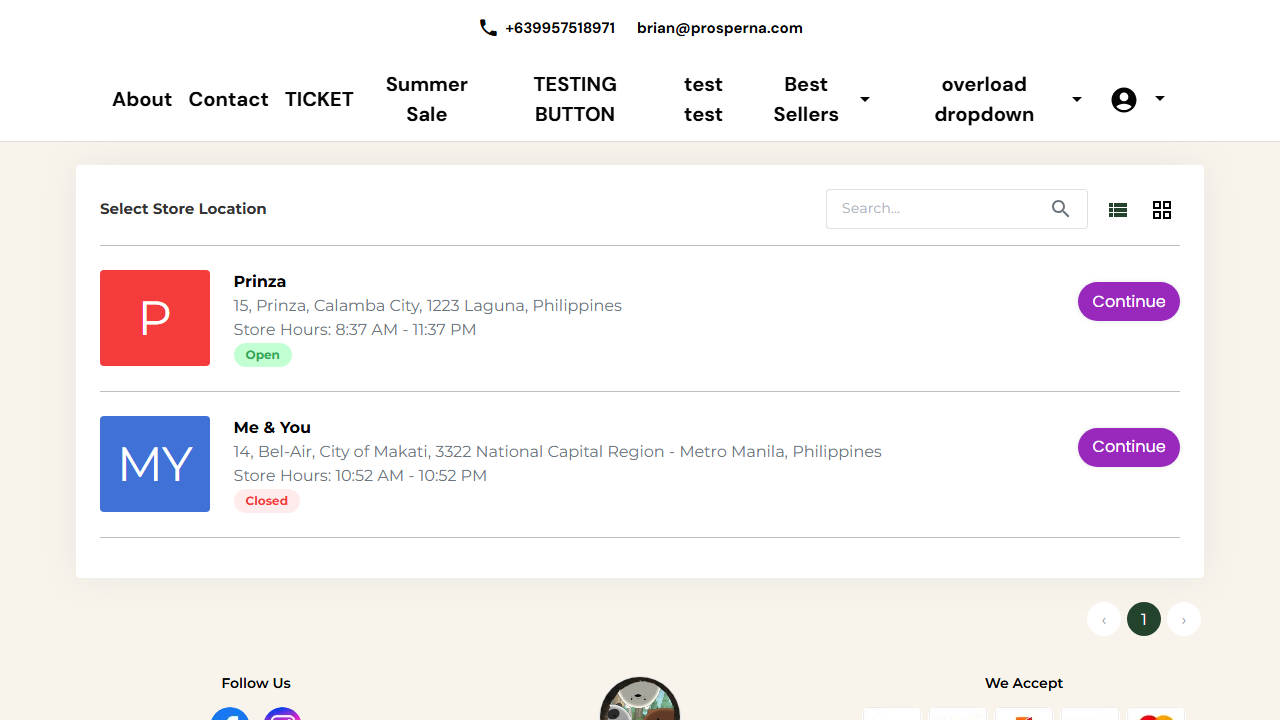 +639957518971 brian@prosperna.com
About Contact TICKET Summer Sale TESTING BUTTON test test Best Sellers overload dropdown
Select Store Location
Search...
P
Prinza
15, Prinza, Calamba City, 1223 Laguna, Philippines
Store Hours: 8:37 AM - 11:37 PM
Open
Continue
MY
Me & You
14, Bel-Air, City of Makati, 3322 National Capital Region - Metro Manila, Philippines
Store Hours: 10:52 AM - 10:52 PM
Closed
Continue
‹ 1 ›
Follow Us
We Accept